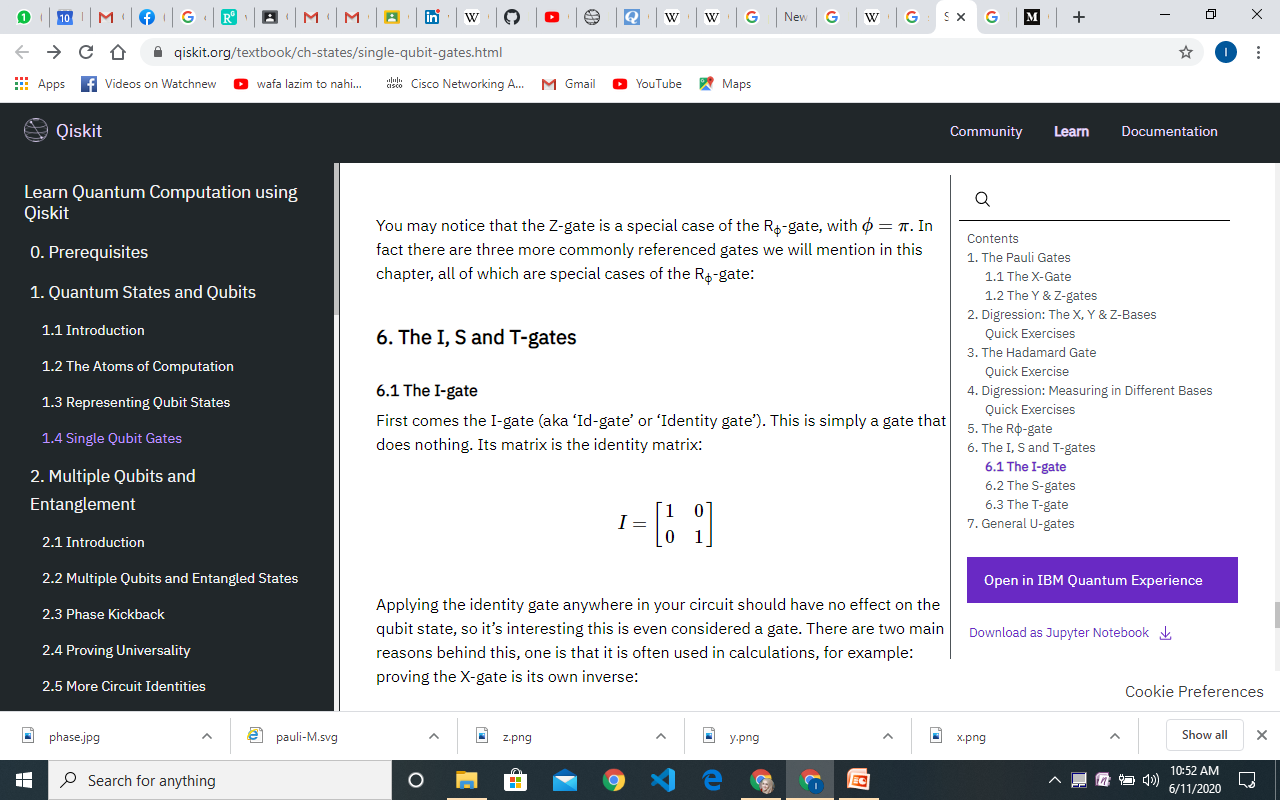 New
S
qiskit.org/textbook/ch-states/single-qubit-gates.html
Apps
Videos on Watchnew
wafa lazim to nahi...
Cisco Networking A...
Gmail
YouTube
Maps
Qiskit
Community
Learn
Documentation
Learn Quantum Computation using
Qiskit
0. Prerequisites
1. Quantum States and Qubits
1.1 Introduction
1.2 The Atoms of Computation
1.3 Representing Qubit States
1.4 Single Qubit Gates
2. Multiple Qubits and
Entanglement
2.1 Introduction
2.2 Multiple Qubits and Entangled States
2.3 Phase Kickback
2.4 Proving Universality
2.5 More Circuit Identities
You may notice that the Z-gate is a special case of the Rϕ-gate, with ϕ = π. In
fact there are three more commonly referenced gates we will mention in this
chapter, all of which are special cases of the Rϕ-gate:
6. The I, S and T-gates
6.1 The I-gate
First comes the I-gate (aka ‘Id-gate’ or ‘Identity gate’). This is simply a gate that
does nothing. Its matrix is the identity matrix:
I = [1 0
0 1]
Applying the identity gate anywhere in your circuit should have no effect on the
qubit state, so it’s interesting this is even considered a gate. There are two main
reasons behind this, one is that it is often used in calculations, for example:
proving the X-gate is its own inverse:
Contents
1. The Pauli Gates
1.1 The X-Gate
1.2 The Y & Z-gates
2. Digression: The X, Y & Z-Bases
Quick Exercises
3. The Hadamard Gate
Quick Exercise
4. Digression: Measuring in Different Bases
Quick Exercises
5. The Rϕ-gate
6. The I, S and T-gates
6.1 The I-gate
6.2 The S-gates
6.3 The T-gate
7. General U-gates
Open in IBM Quantum Experience
Download as Jupyter Notebook
Cookie Preferences
phase.jpg
pauli-M.svg
z.png
y.png
x.png
Show all
Search for anything
10:52 AM
6/11/2020